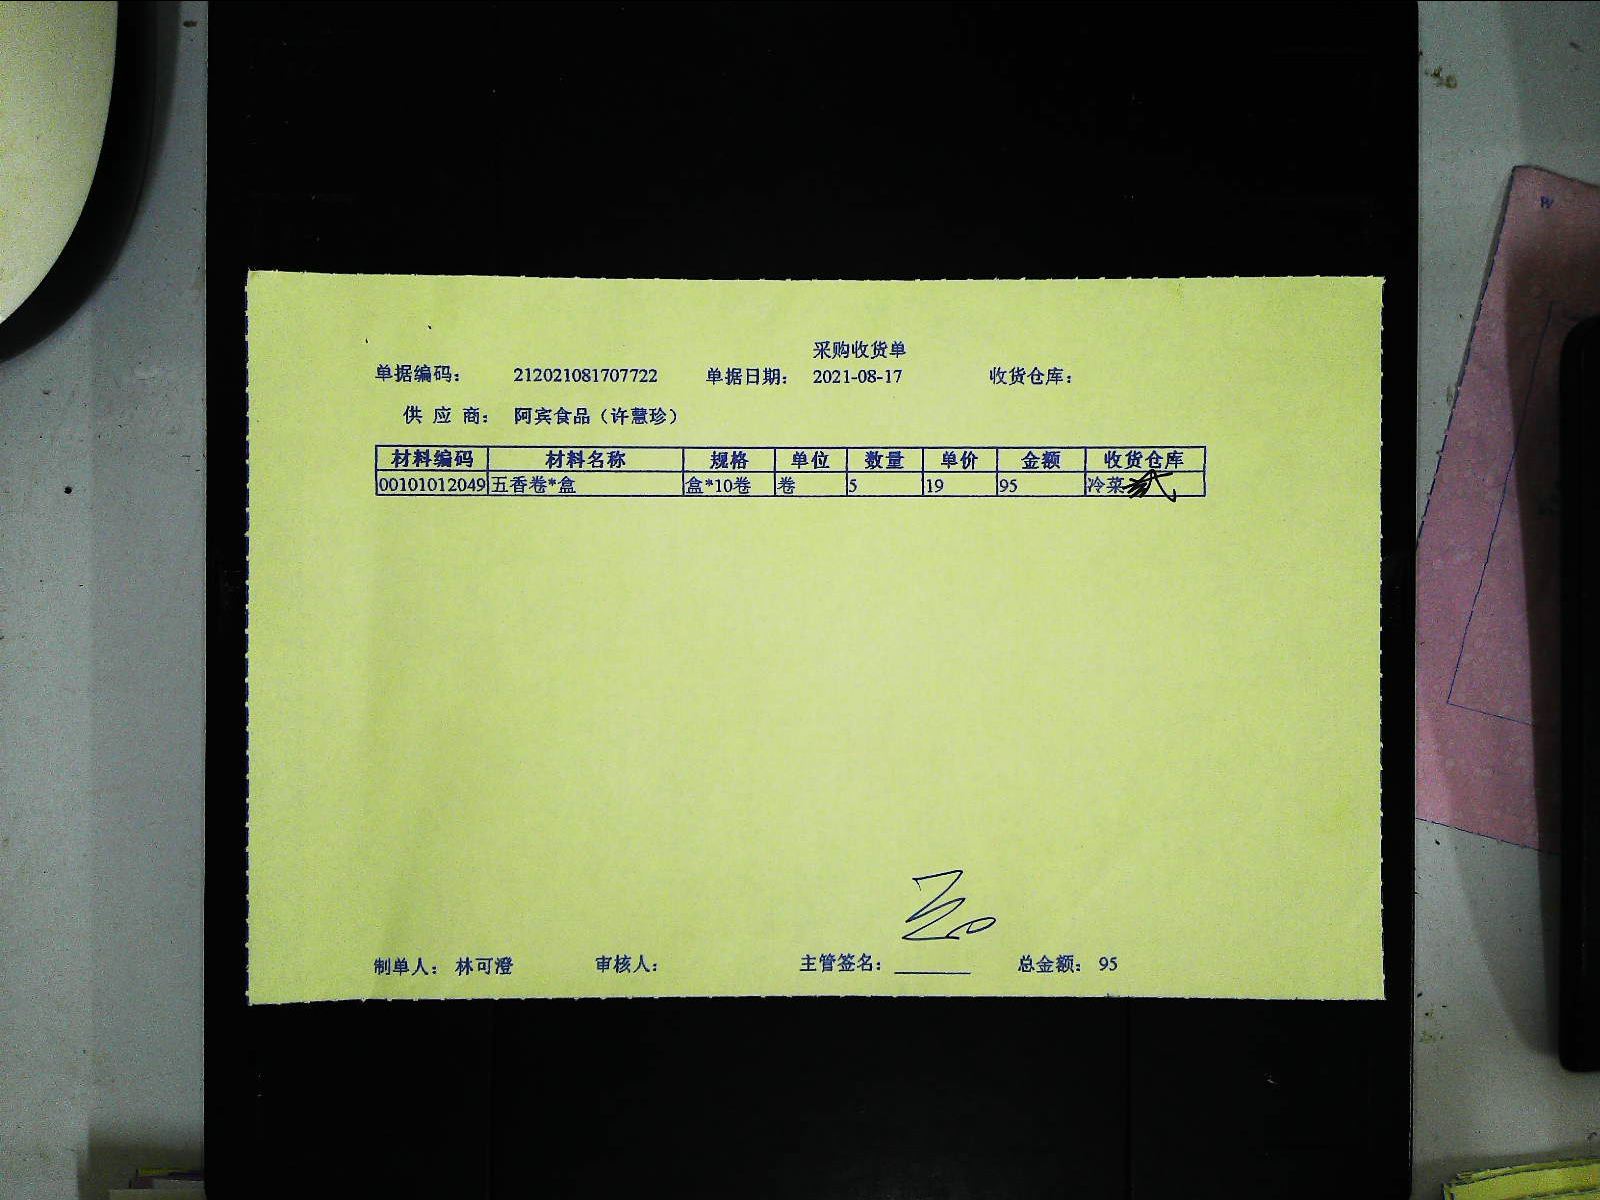 采购收货单
单据编码: 212021081707722 单据日期: 2021-08-17 收货仓库:
供 应 商: 阿宾食品（许慧珍）
材料编码 材料名称 规格 单位 数量 单价 金额 收货仓库
00101012049 五香卷*盒 盒*10卷 卷 5 19 95 冷菜
制单人: 林可澄 审核人: 主管签名: 总金额: 95